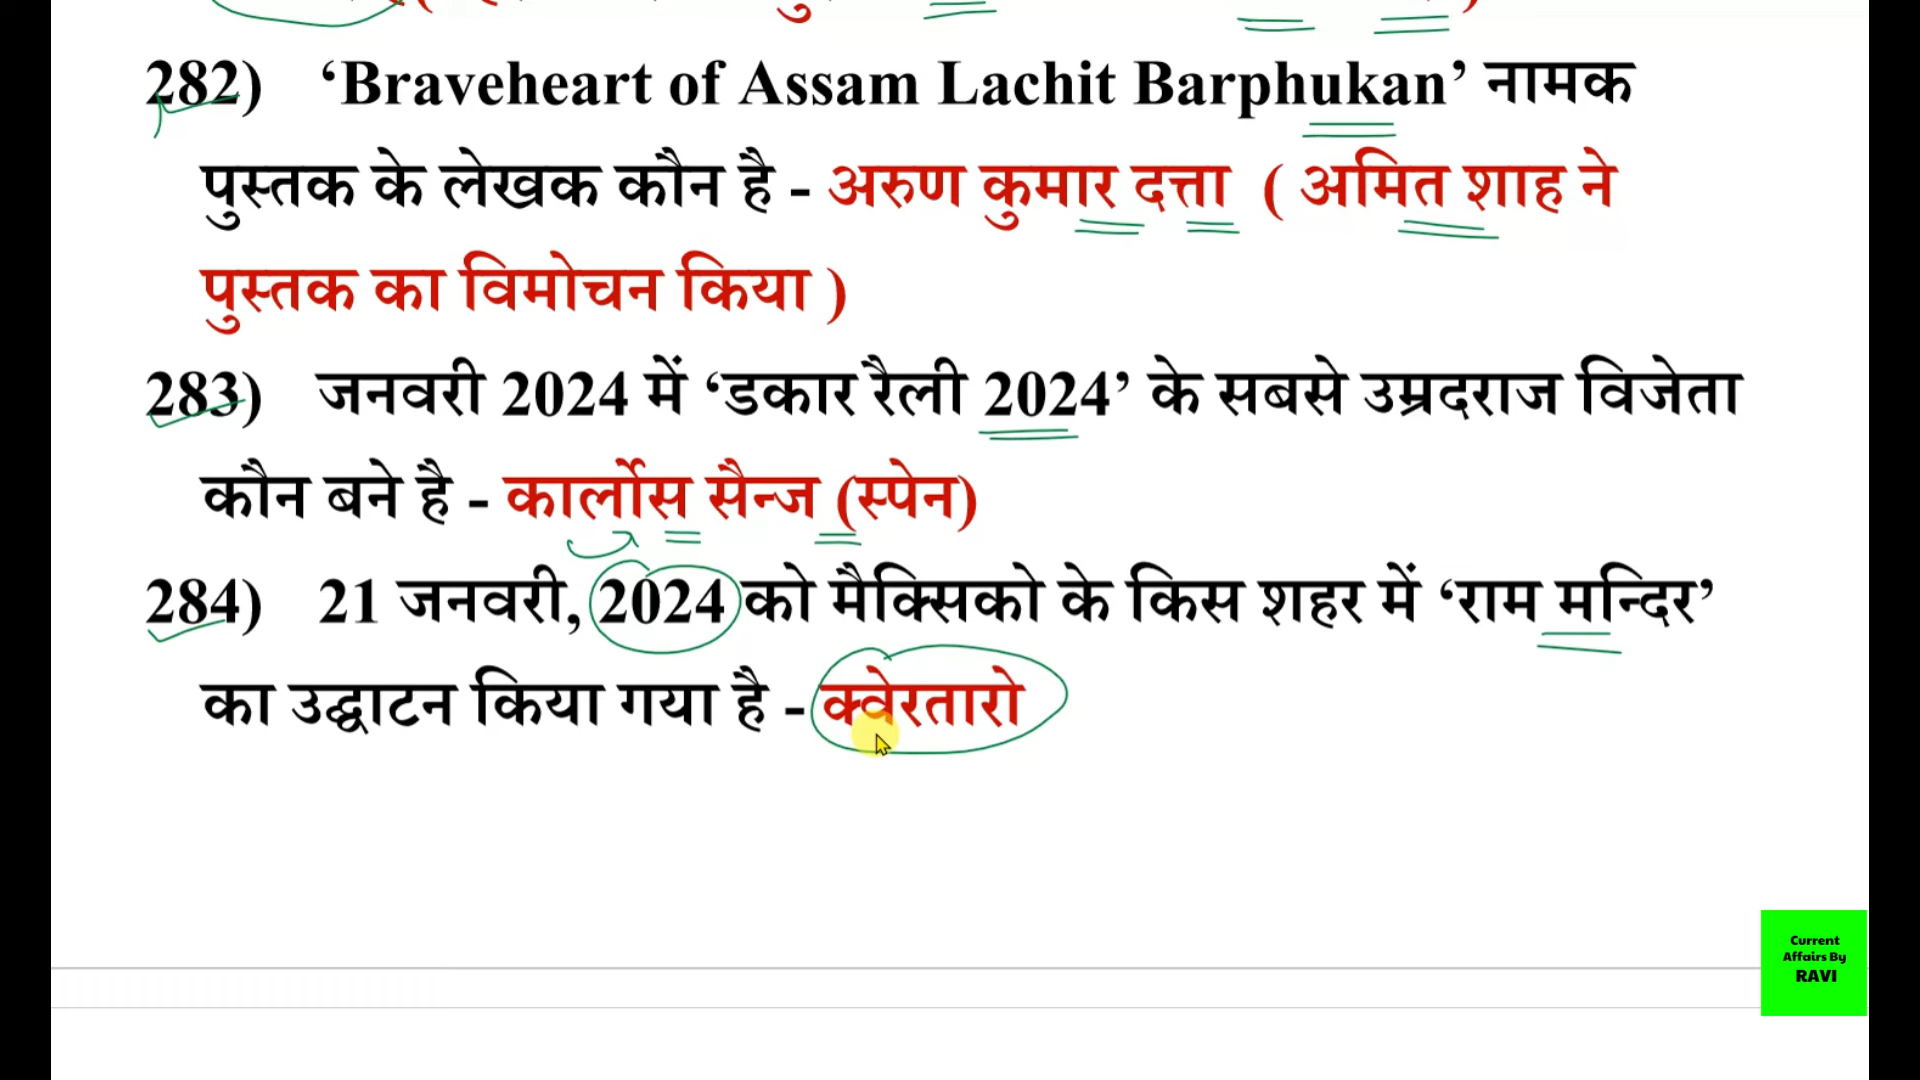 282) ‘Braveheart of Assam Lachit Barphukan’ नामक
पुस्तक के लेखक कौन है - अरुण कुमार दत्ता ( अमित शाह ने
पुस्तक का विमोचन किया )
283) जनवरी 2024 में ‘डकार रैली 2024’ के सबसे उम्रदराज विजेता
कौन बने है - कार्लोस सैन्ज (स्पेन)
284) 21 जनवरी, 2024 को मैक्सिको के किस शहर में ‘राम मन्दिर’
का उद्घाटन किया गया है - क्वेरतारो
Current
Affairs By
RAVI